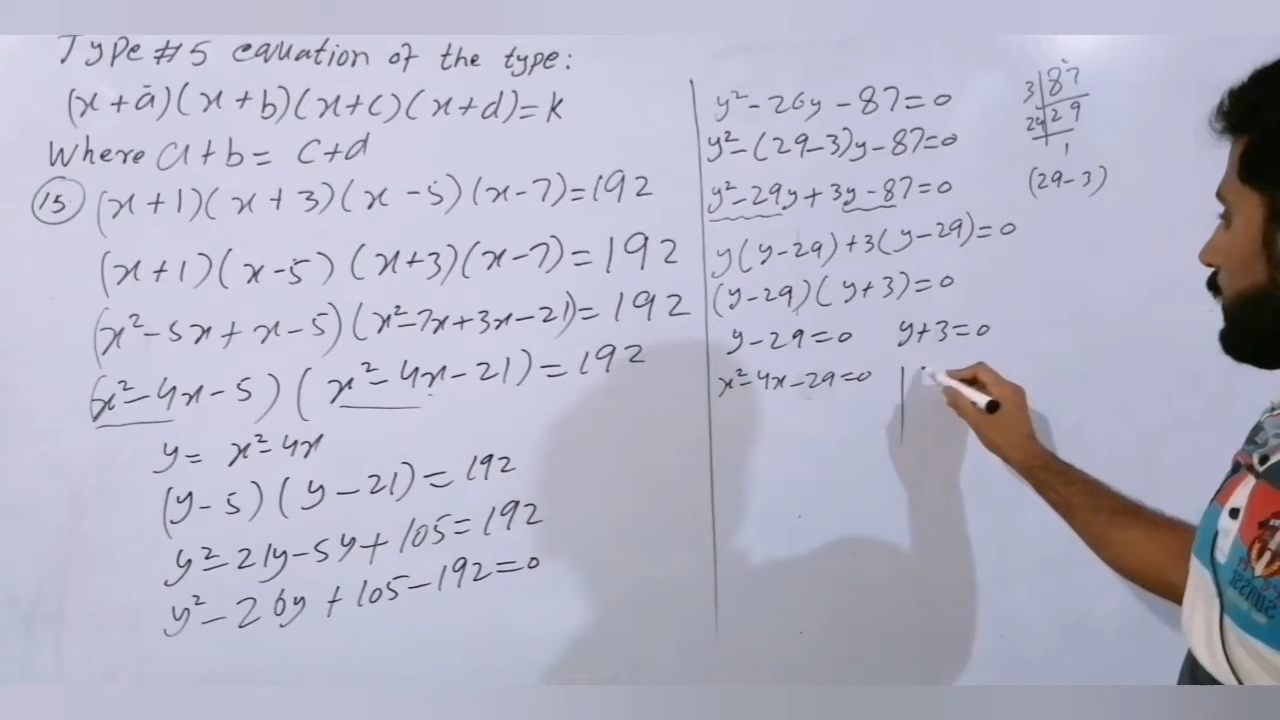 Type #5 equation of the type:
(x+a)(x+b)(x+c)(x+d)=k
Where a+b= c+d
15 (x+1)(x+3)(x-5)(x-7)=192
(x+1)(x-5) (x+3)(x-7)=192
(x²-5x+x-5)(x²-7x+3x-21)=192
(x²-4x-5) (x²-4x-21)=192
y= x²-4x
(y-5)(y-21)=192
y²-21y-5y+105=192
y²-26y+105-192=0
y²-26y-87=0
y²-(29-3)y-87=0
y²-29y+3y-87=0
y(y-29)+3(y-29)=0
(y-29)(y+3)=0
y-29=0 y+3=0
x²-4x-29=0
3 87
29 29
1
(29-3)